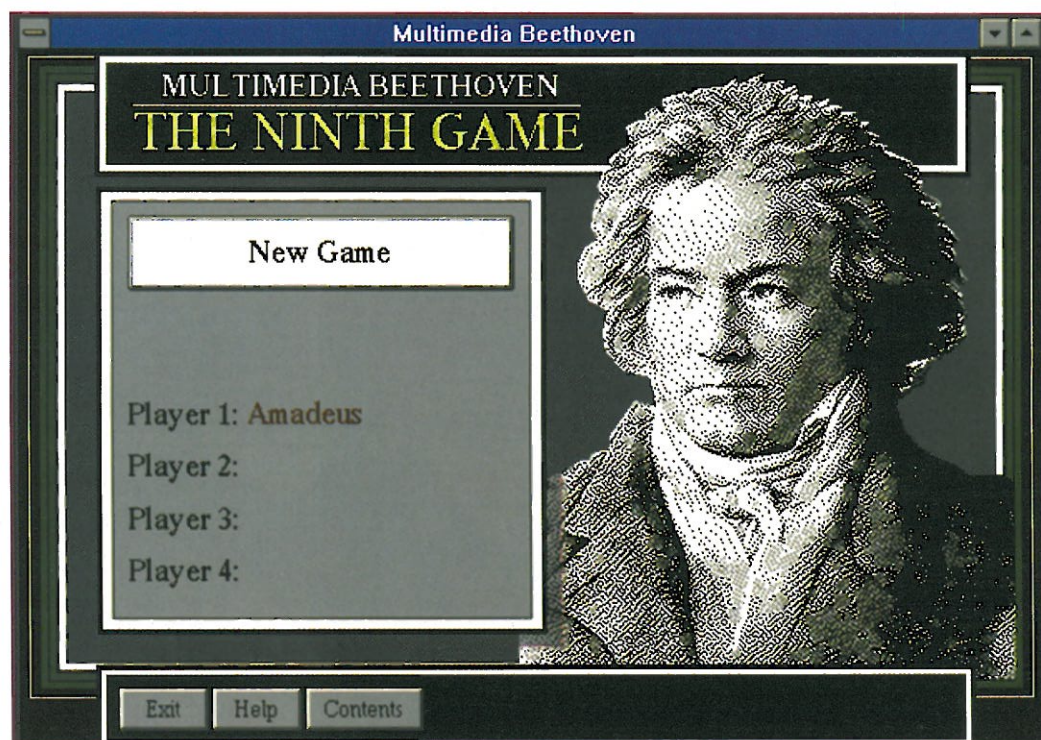 Multimedia Beethoven
MULTIMEDIA BEETHOVEN
THE NINTH GAME
New Game
Player 1: Amadeus
Player 2:
Player 3:
Player 4:
Exit Help Contents